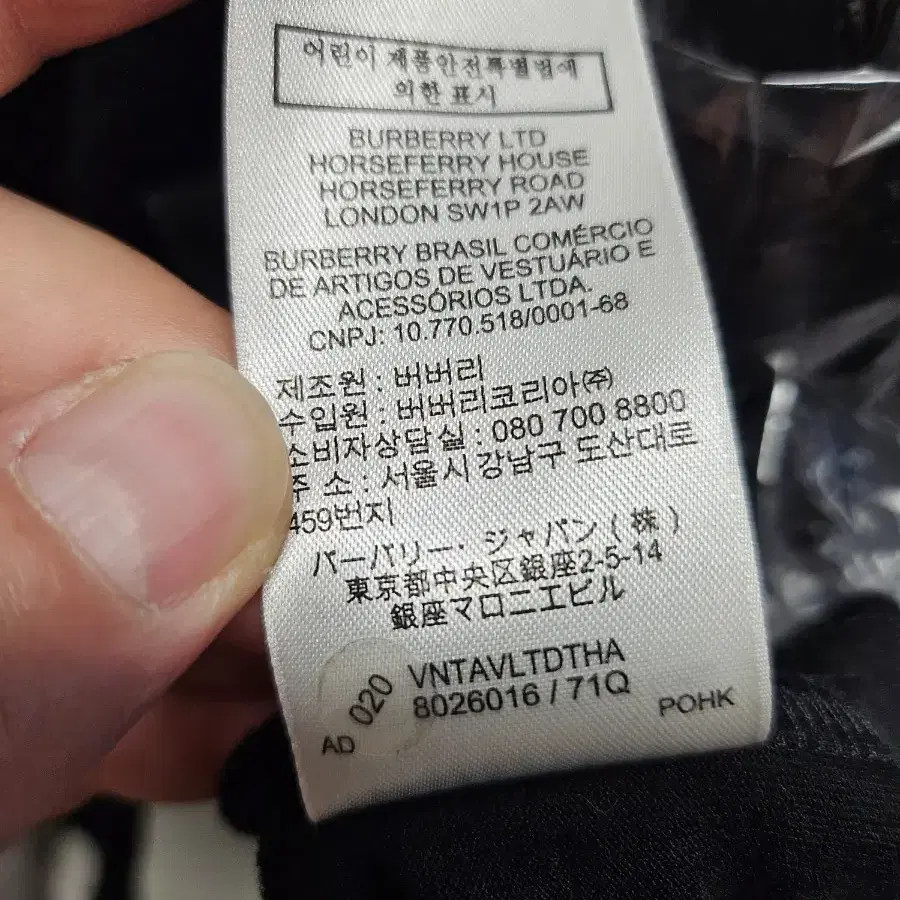 어린이 제품안전특별법에
의한 표시
BURBERRY LTD
HORSEFERRY HOUSE
HORSEFERRY ROAD
LONDON SW1P 2AW
BURBERRY BRASIL COMÉRCIO
DE ARTIGOS DE VESTUÁRIO E
ACESSÓRIOS LTDA.
CNPJ: 10.770.518/0001-68
제조원 : 버버리
수입원 : 버버리코리아㈜
소비자상담실 : 080 700 8800
주 소 : 서울시 강남구 도산대로
459번지
バーバリー・ジャパン(株)
東京都中央区銀座2-5-14
銀座マロニエビル
VNTAVLTDTHA
8026016 / 71Q
020
AD
POHK